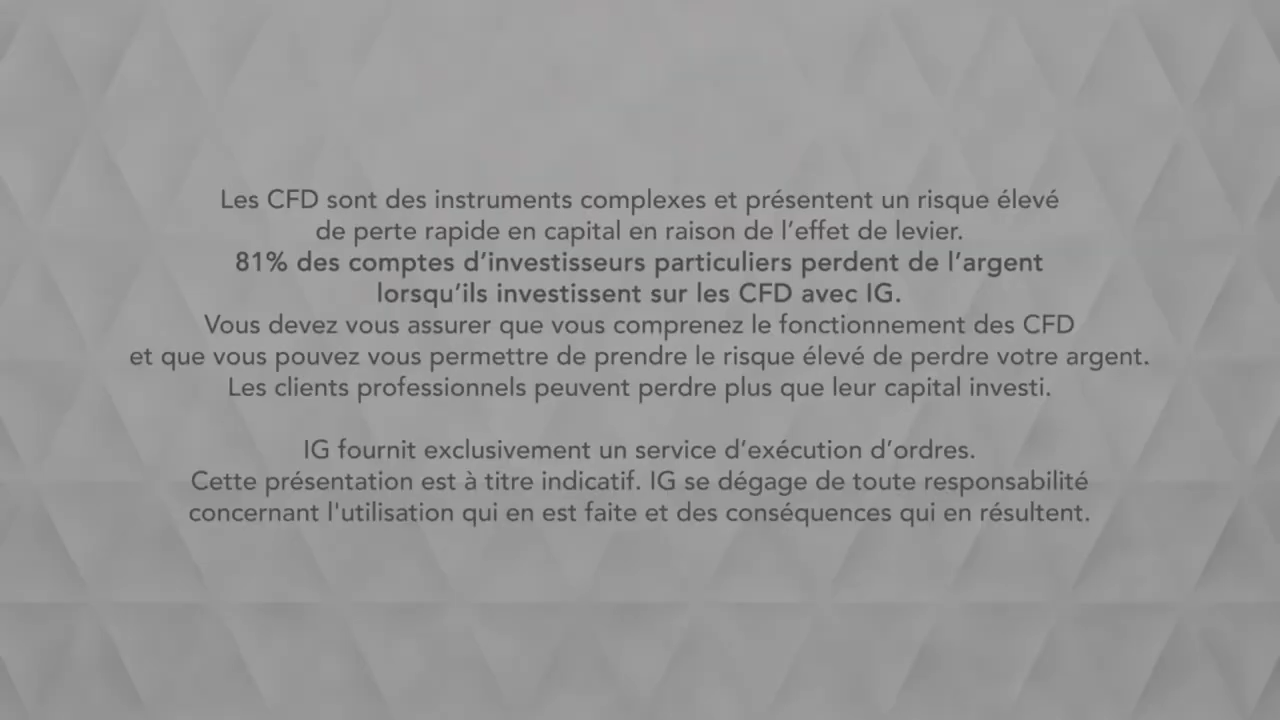 Les CFD sont des instruments complexes et présentent un risque élevé
de perte rapide en capital en raison de l’effet de levier.
81% des comptes d’investisseurs particuliers perdent de l’argent
lorsqu’ils investissent sur les CFD avec IG.
Vous devez vous assurer que vous comprenez le fonctionnement des CFD
et que vous pouvez vous permettre de prendre le risque élevé de perdre votre argent.
Les clients professionnels peuvent perdre plus que leur capital investi.
IG fournit exclusivement un service d’exécution d’ordres.
Cette présentation est à titre indicatif. IG se dégage de toute responsabilité
concernant l'utilisation qui en est faite et des conséquences qui en résultent.